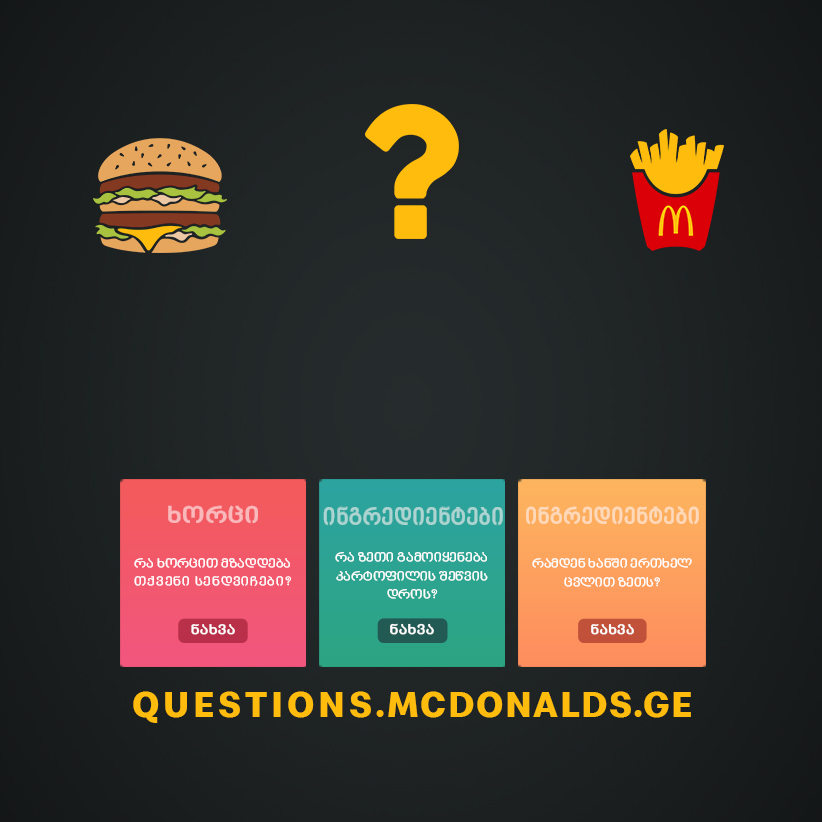 ხორცი
რა ხორცით მზადდება
თქვენი სენდვიჩები?
ნახვა
ინგრედიენტები
რა ზეთი გამოიყენება
კარტოფილის შეწვის
დროს?
ნახვა
ინგრედიენტები
რამდენ ხანში ერთხელ
ცვლით ზეთს?
ნახვა
QUESTIONS.MCDONALDS.GE